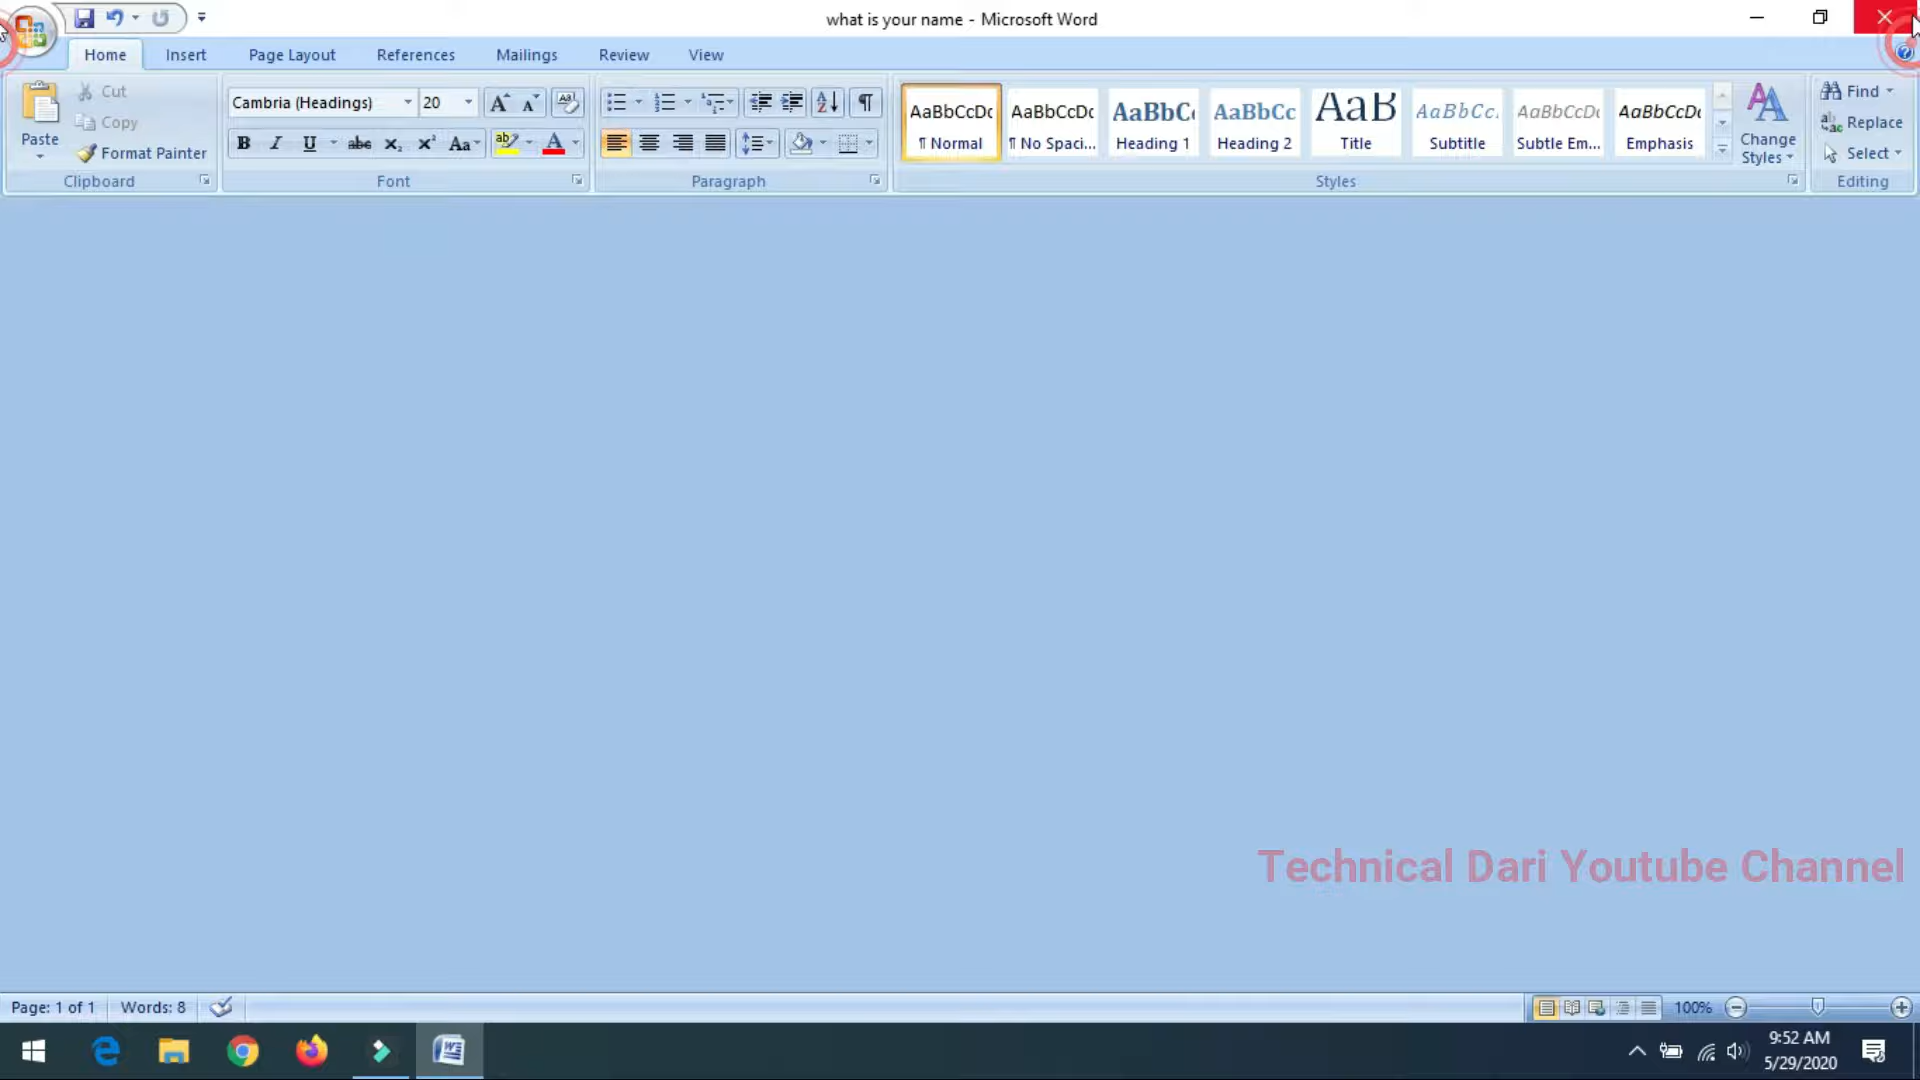 what is your name - Microsoft Word
Home Insert Page Layout References Mailings Review View
Paste
Cut
Copy
Format Painter
Clipboard
Cambria (Headings) 20
Font
Paragraph
AaBbCcDc AaBbCcDc AaBbC AaBbCc AaB AaBbCc. AaBbCcDc AaBbCcDc
¶ Normal ¶ No Spaci... Heading 1 Heading 2 Title Subtitle Subtle Em... Emphasis
Change
Styles
Styles
Find
Replace
Select
Editing
Technical Dari Youtube Channel
Page: 1 of 1 Words: 8 100%
9:52 AM
5/29/2020